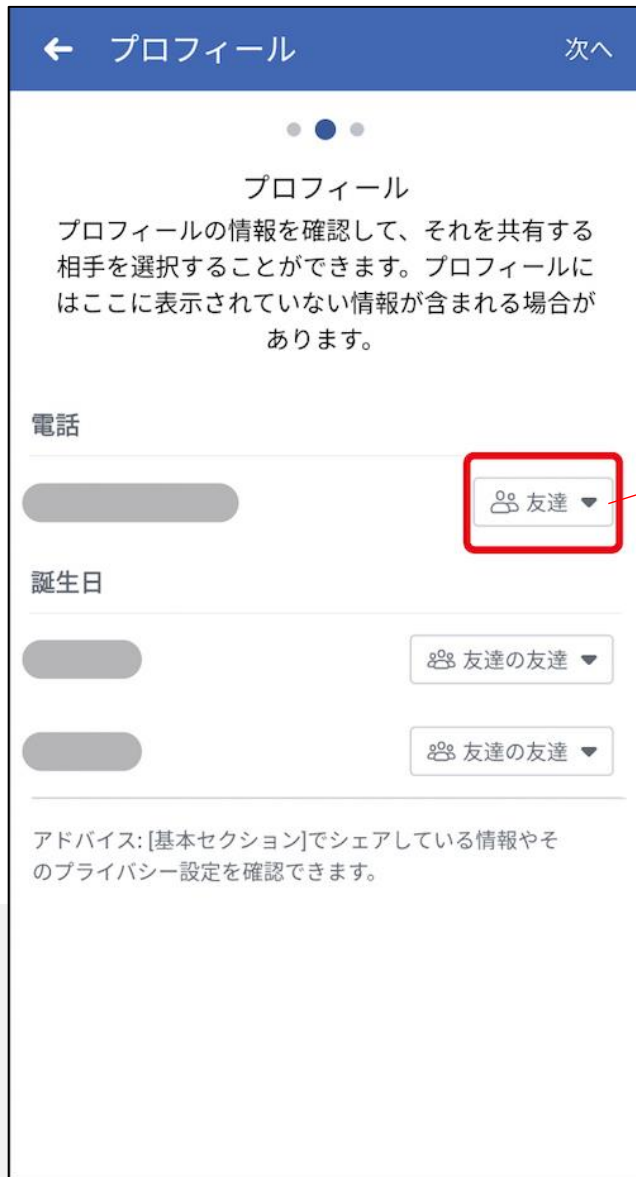 プロフィール 次へ
プロフィール
プロフィールの情報を確認して、それを共有する
相手を選択することができます。プロフィールに
はここに表示されていない情報が含まれる場合が
あります。
電話
友達
誕生日
友達の友達
友達の友達
アドバイス: [基本セクション]でシェアしている情報やそ
のプライバシー設定を確認できます。